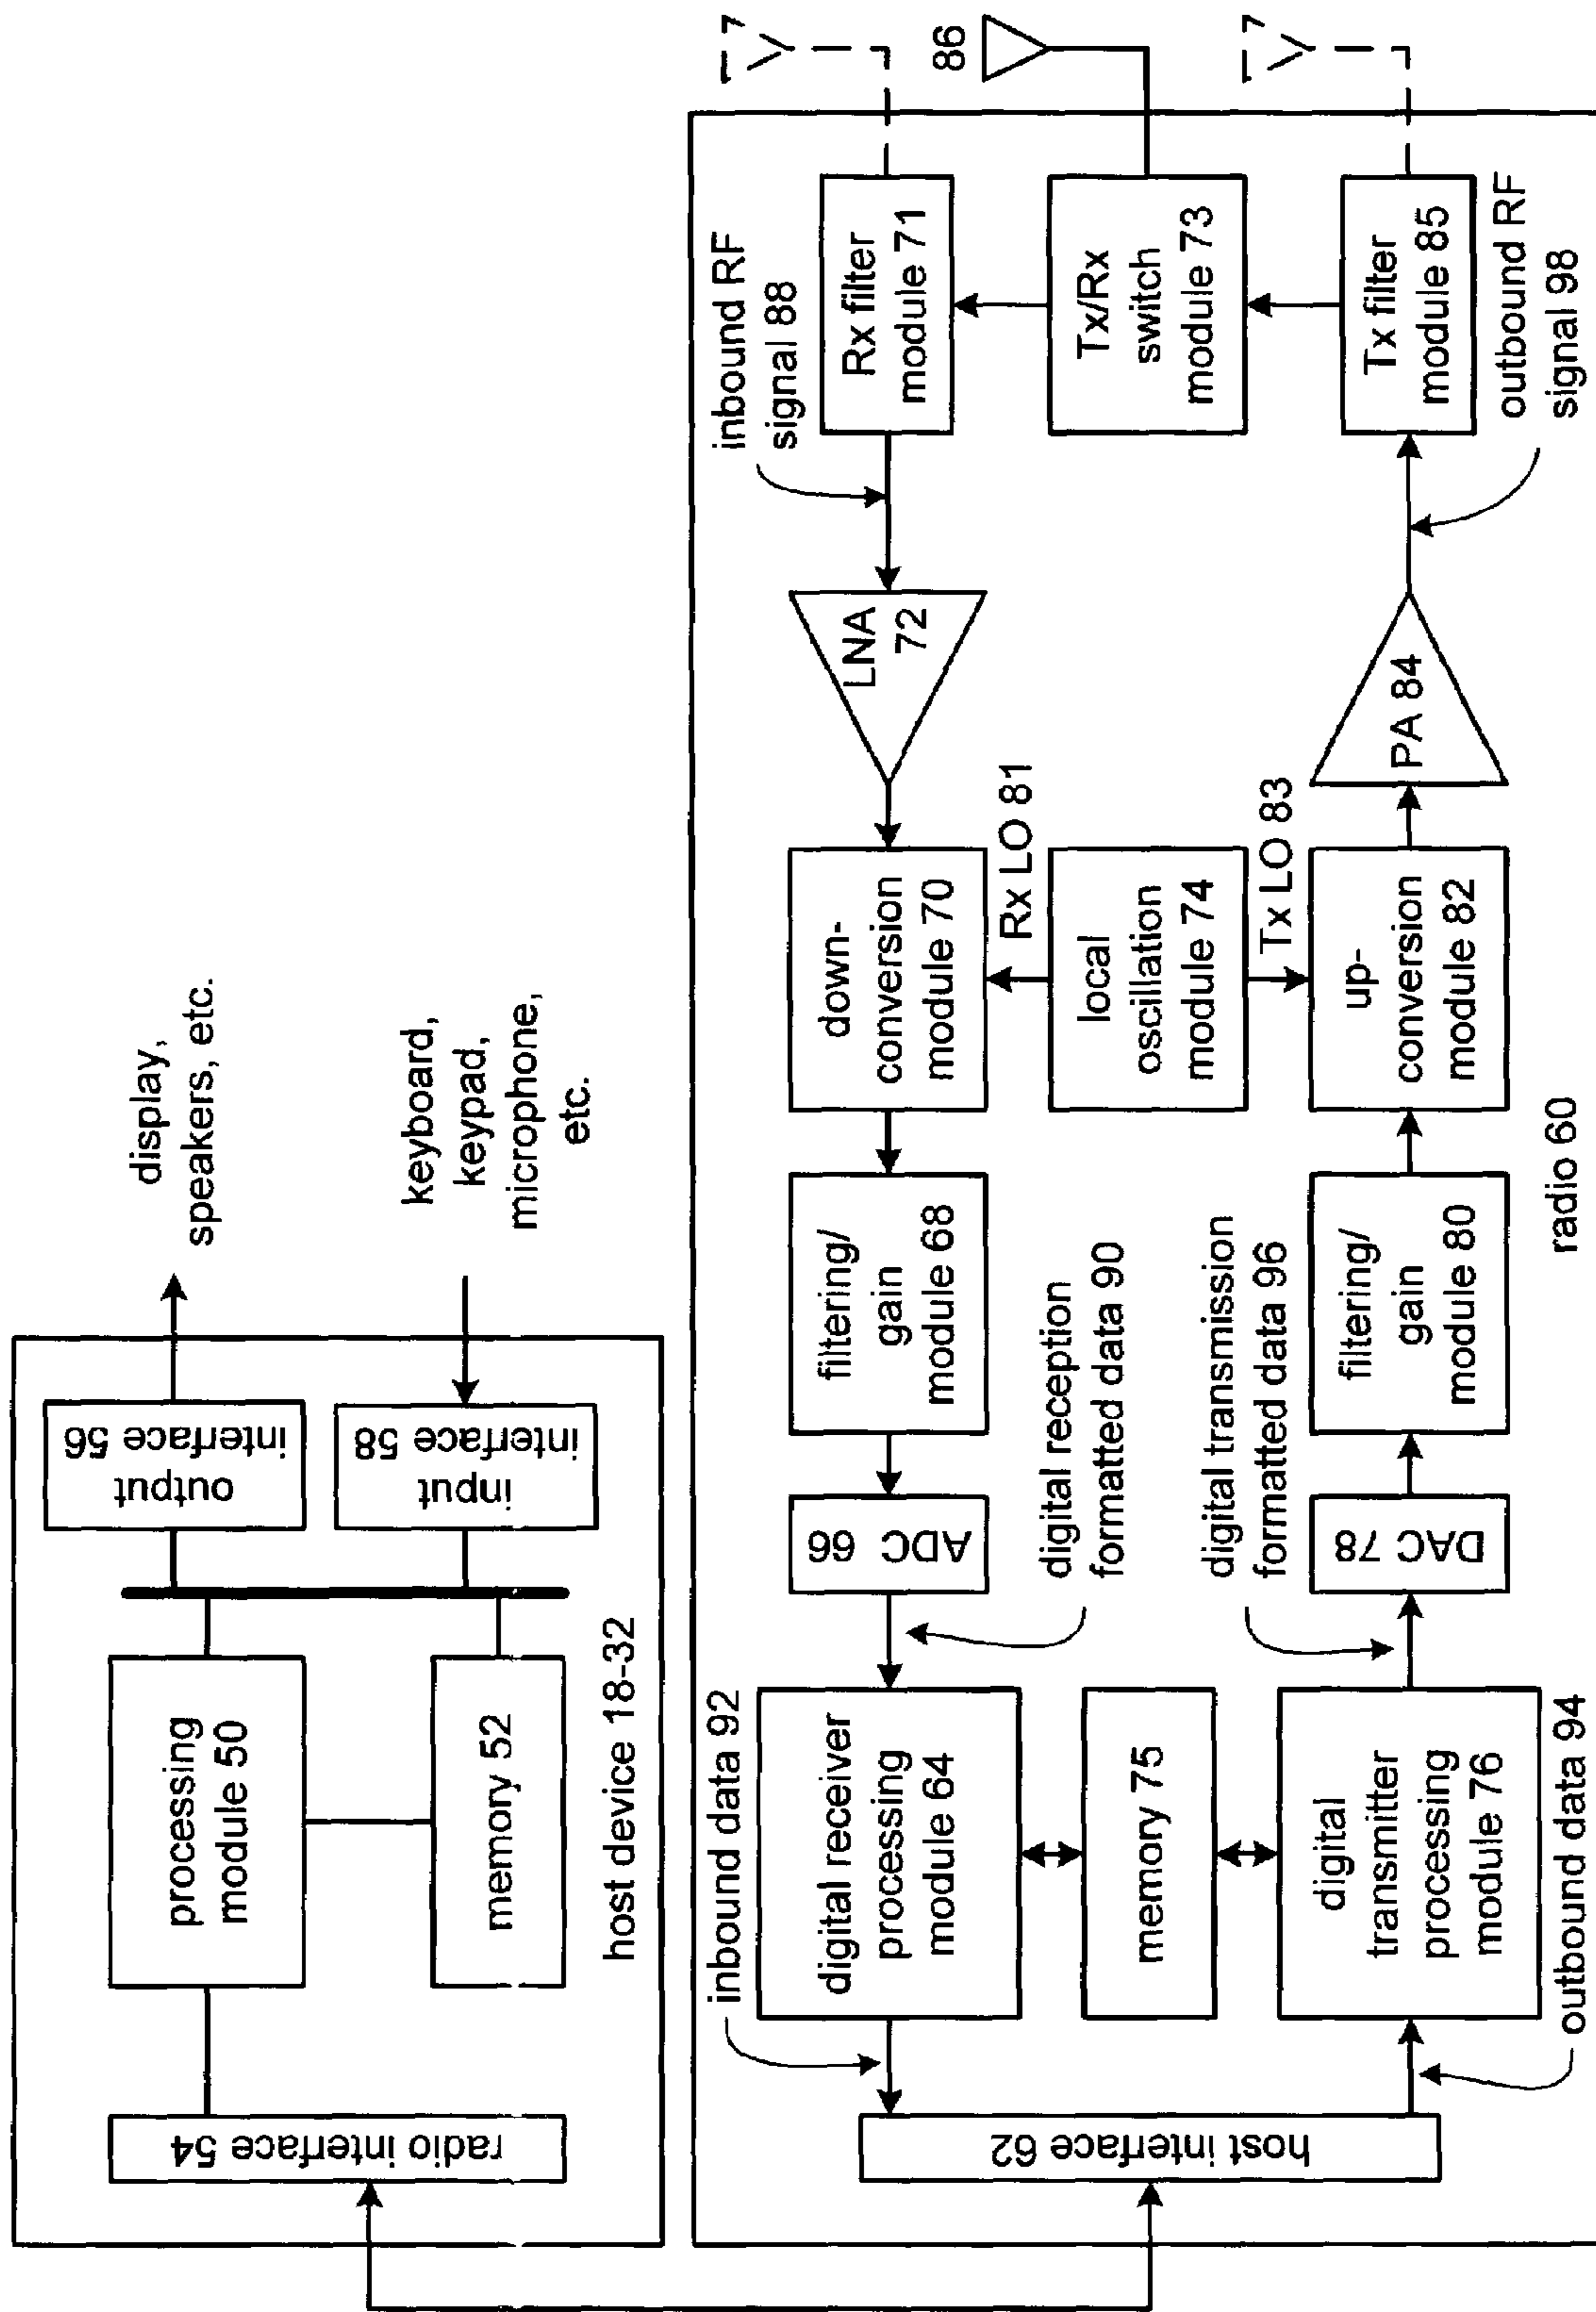 display,
speakers, etc.
keyboard,
keypad,
microphone,
etc.
output
interface 56
input
interface 58
processing
module 50
memory 52
radio interface 54
host device 18-32
86
inbound RF
signal 88
Rx filter
module 71
Tx/Rx
switch
module 73
Tx filter
module 85
outbound RF
signal 98
LNA
72
PA 84
down-
conversion
module 70
Rx LO 81
local
oscillation
module 74
Tx LO 83
up-
conversion
module 82
filtering/
gain
module 68
filtering/
gain
module 80
radio 60
digital reception
formatted data 90
digital transmission
formatted data 96
ADC 66
DAC 78
inbound data 92
digital receiver
processing
module 64
memory 75
digital
transmitter
processing
module 76
outbound data 94
host interface 62